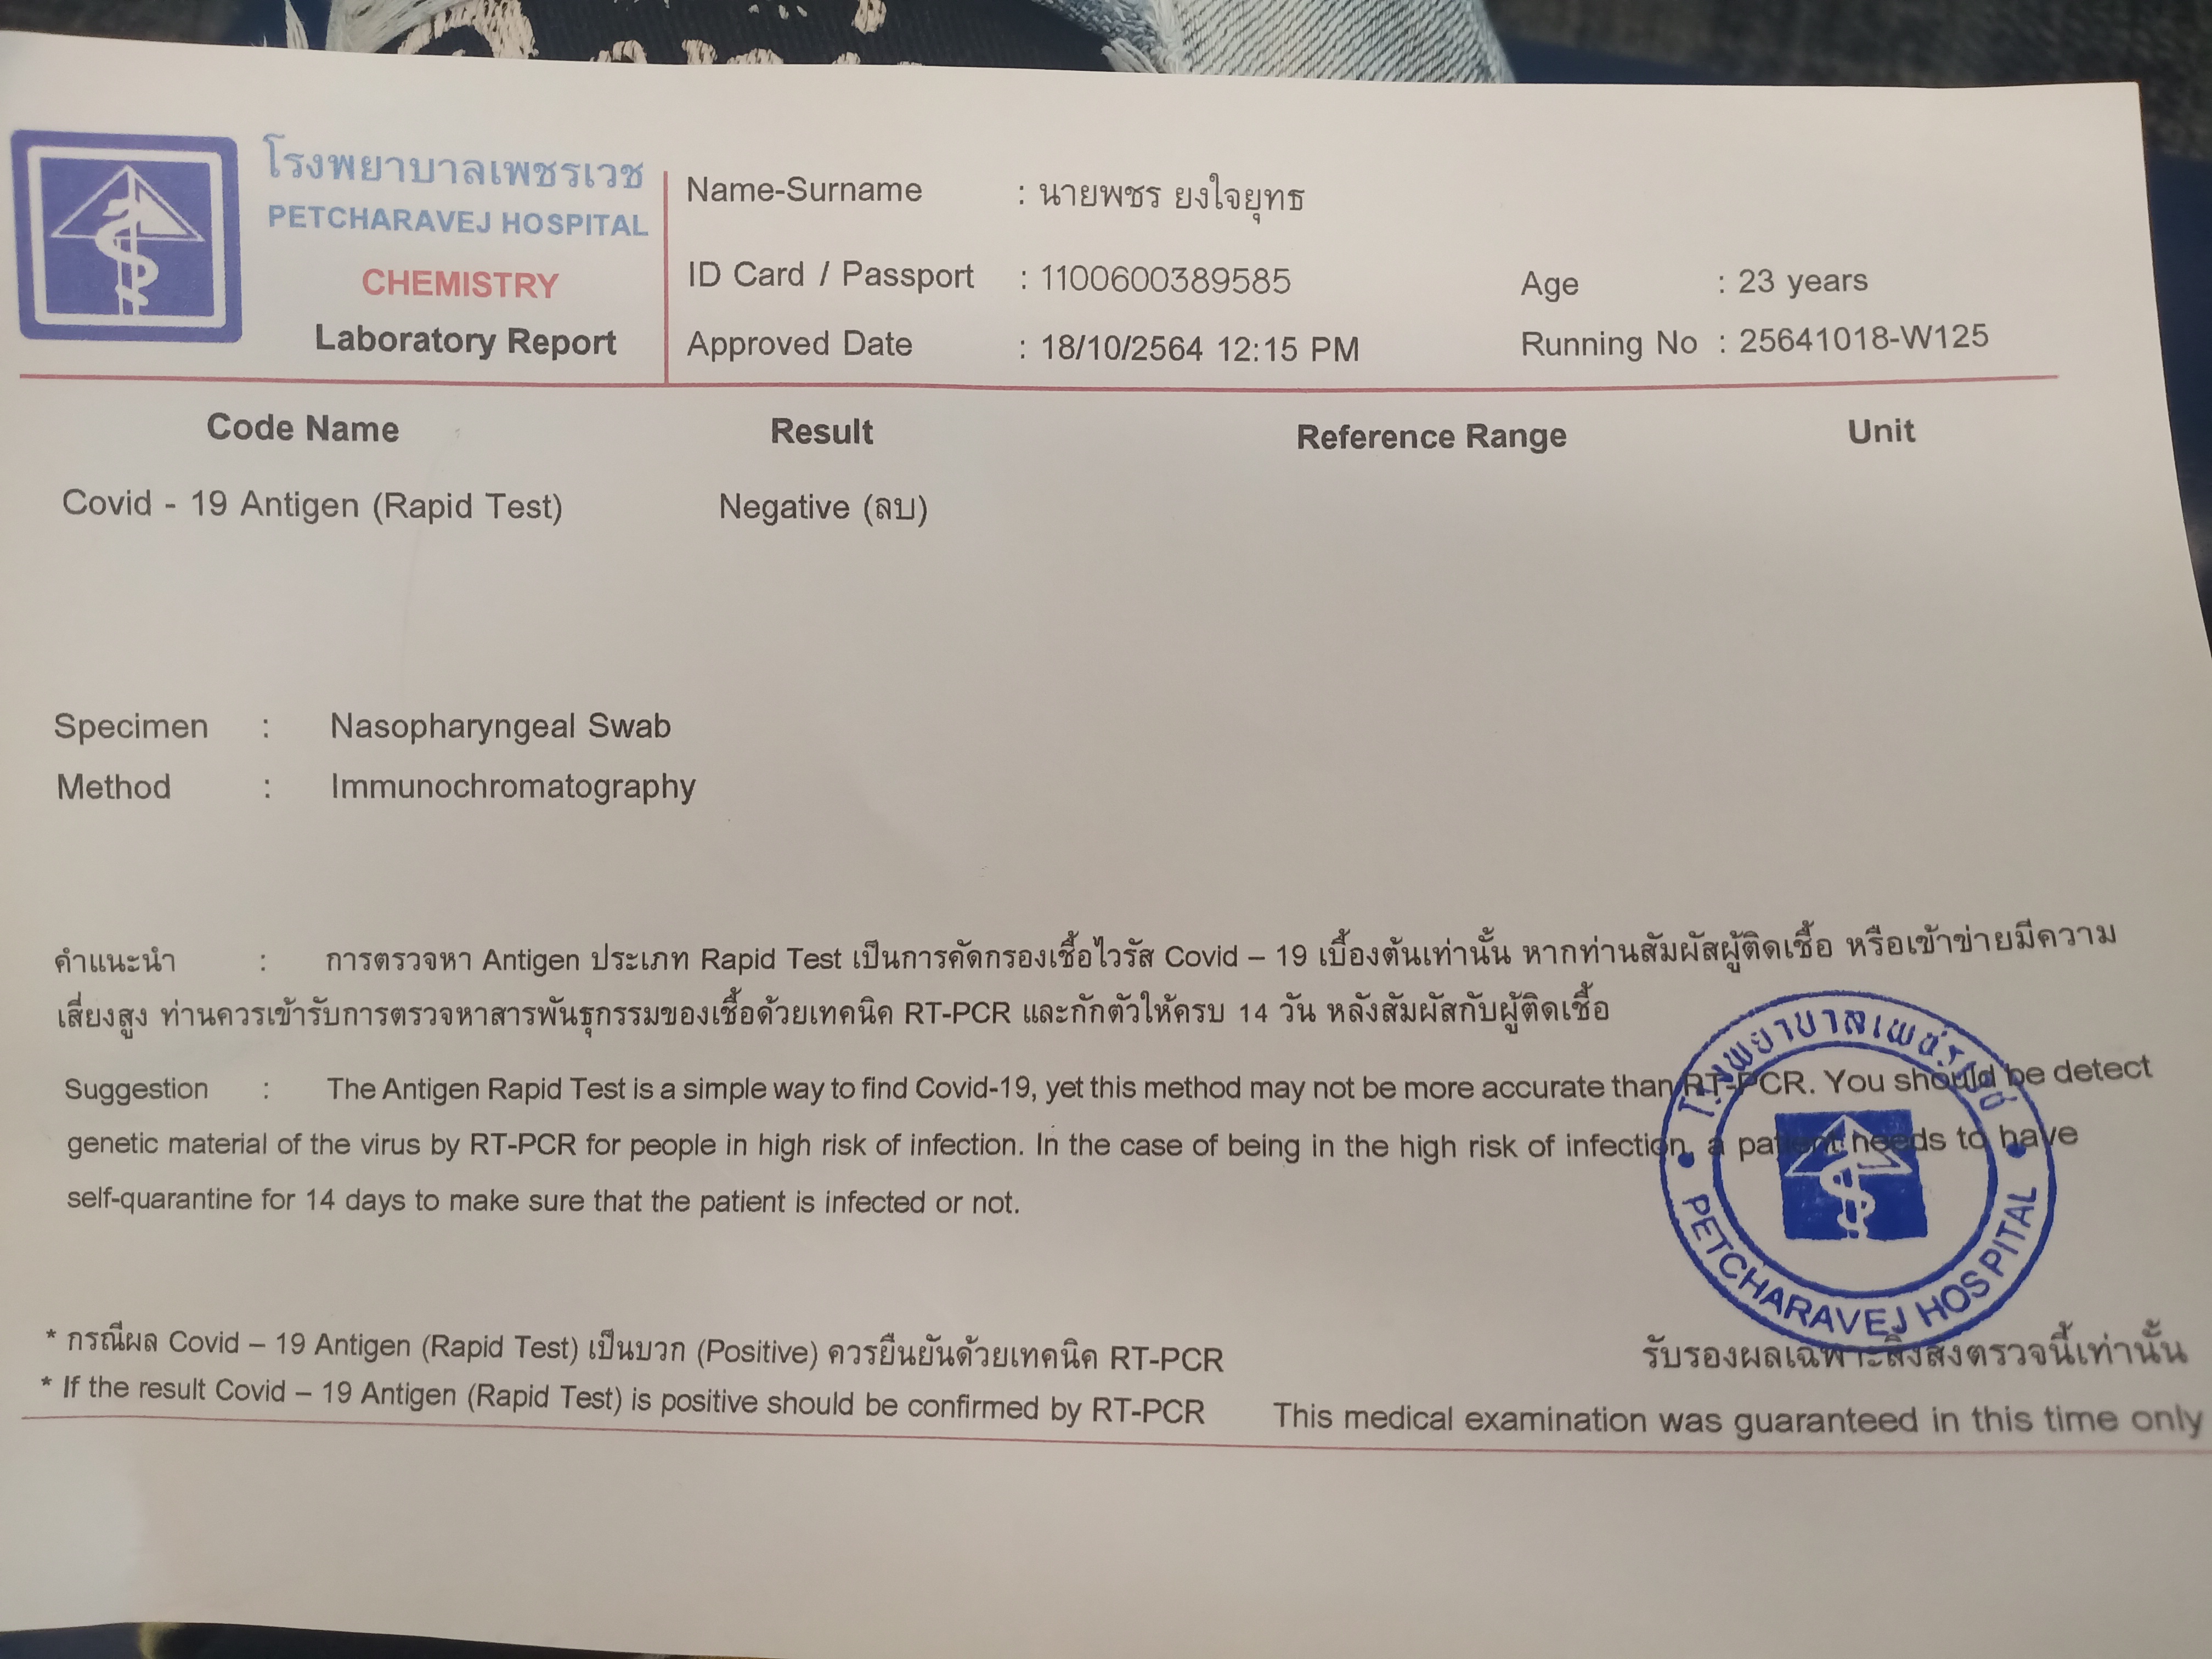 โรงพยาบาลเพชรเวช
PETCHARAVEJ HOSPITAL
CHEMISTRY
Laboratory Report
Name-Surname : นายพชร ยงใจยุทธ
ID Card / Passport : 1100600389585
Age : 23 years
Approved Date : 18/10/2564 12:15 PM
Running No : 25641018-W125
Code Name Result Reference Range Unit
Covid - 19 Antigen (Rapid Test) Negative (ลบ)
Specimen : Nasopharyngeal Swab
Method : Immunochromatography
คำแนะนำ : การตรวจหา Antigen ประเภท Rapid Test เป็นการคัดกรองเชื้อไวรัส Covid – 19 เบื้องต้นเท่านั้น หากท่านสัมผัสผู้ติดเชื้อ หรือเข้าข่ายมีความ
เสี่ยงสูง ท่านควรเข้ารับการตรวจหาสารพันธุกรรมของเชื้อด้วยเทคนิค RT-PCR และกักตัวให้ครบ 14 วัน หลังสัมผัสกับผู้ติดเชื้อ
Suggestion : The Antigen Rapid Test is a simple way to find Covid-19, yet this method may not be more accurate than RT-PCR. You should be detect
genetic material of the virus by RT-PCR for people in high risk of infection. In the case of being in the high risk of infection, a patient needs to have
self-quarantine for 14 days to make sure that the patient is infected or not.
โรงพยาบาลเพชรเวช
PETCHARAVEJ HOSPITAL
* กรณีผล Covid – 19 Antigen (Rapid Test) เป็นบวก (Positive) ควรยืนยันด้วยเทคนิค RT-PCR
รับรองผลเฉพาะสิ่งส่งตรวจนี้เท่านั้น
* If the result Covid – 19 Antigen (Rapid Test) is positive should be confirmed by RT-PCR
This medical examination was guaranteed in this time only